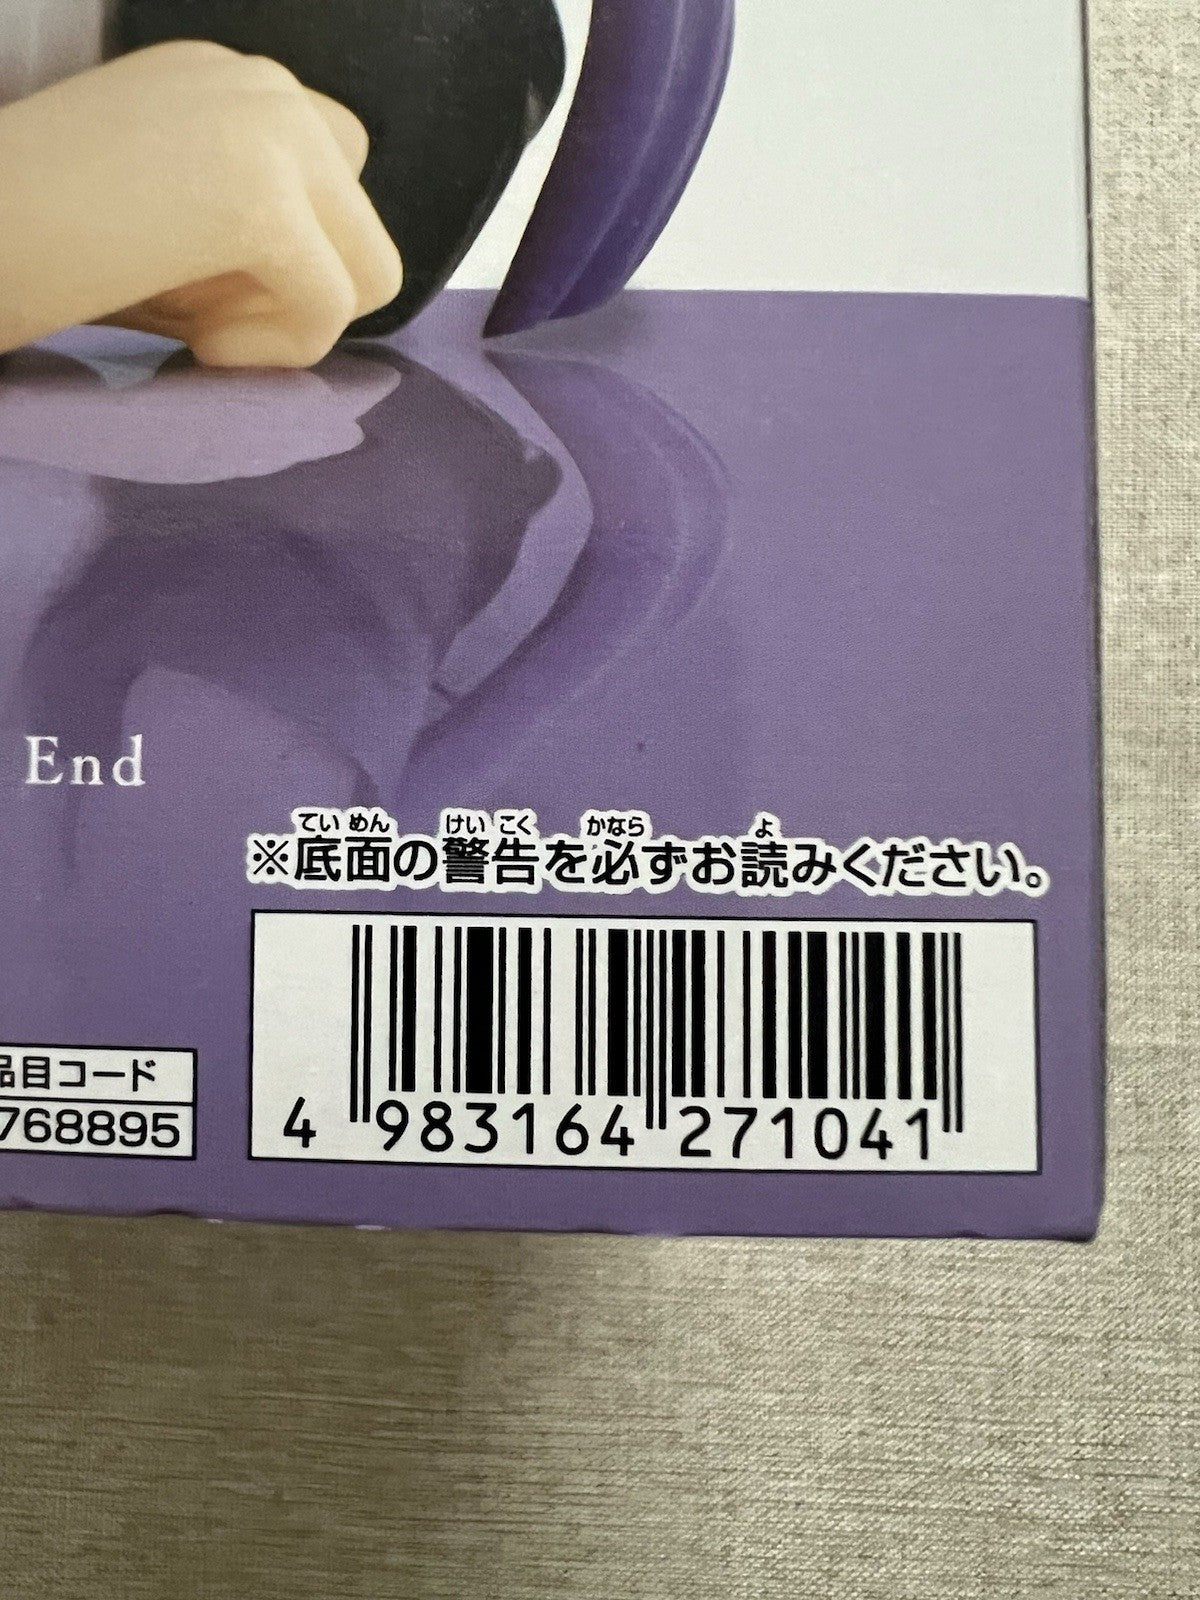 End
てい めん けい こく かなら よ
※底面の警告を必ずお読みください。
品目コード
768895
4 983164 271041